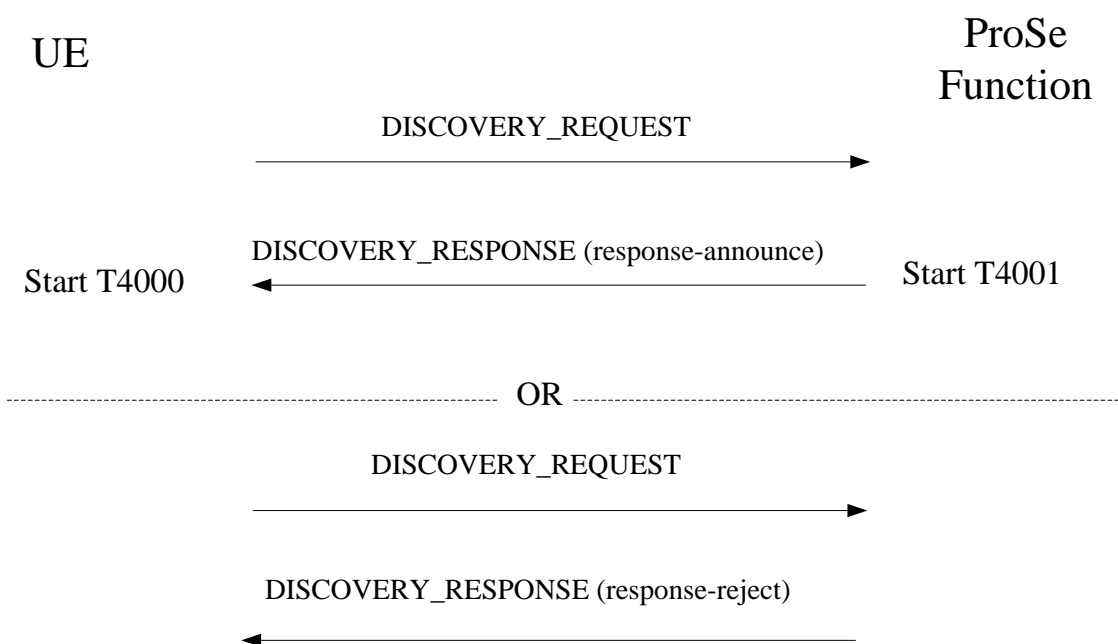 UE
ProSe
Function
DISCOVERY_REQUEST
DISCOVERY_RESPONSE (response-announce)
Start T4000
Start T4001
OR
DISCOVERY_REQUEST
DISCOVERY_RESPONSE (response-reject)